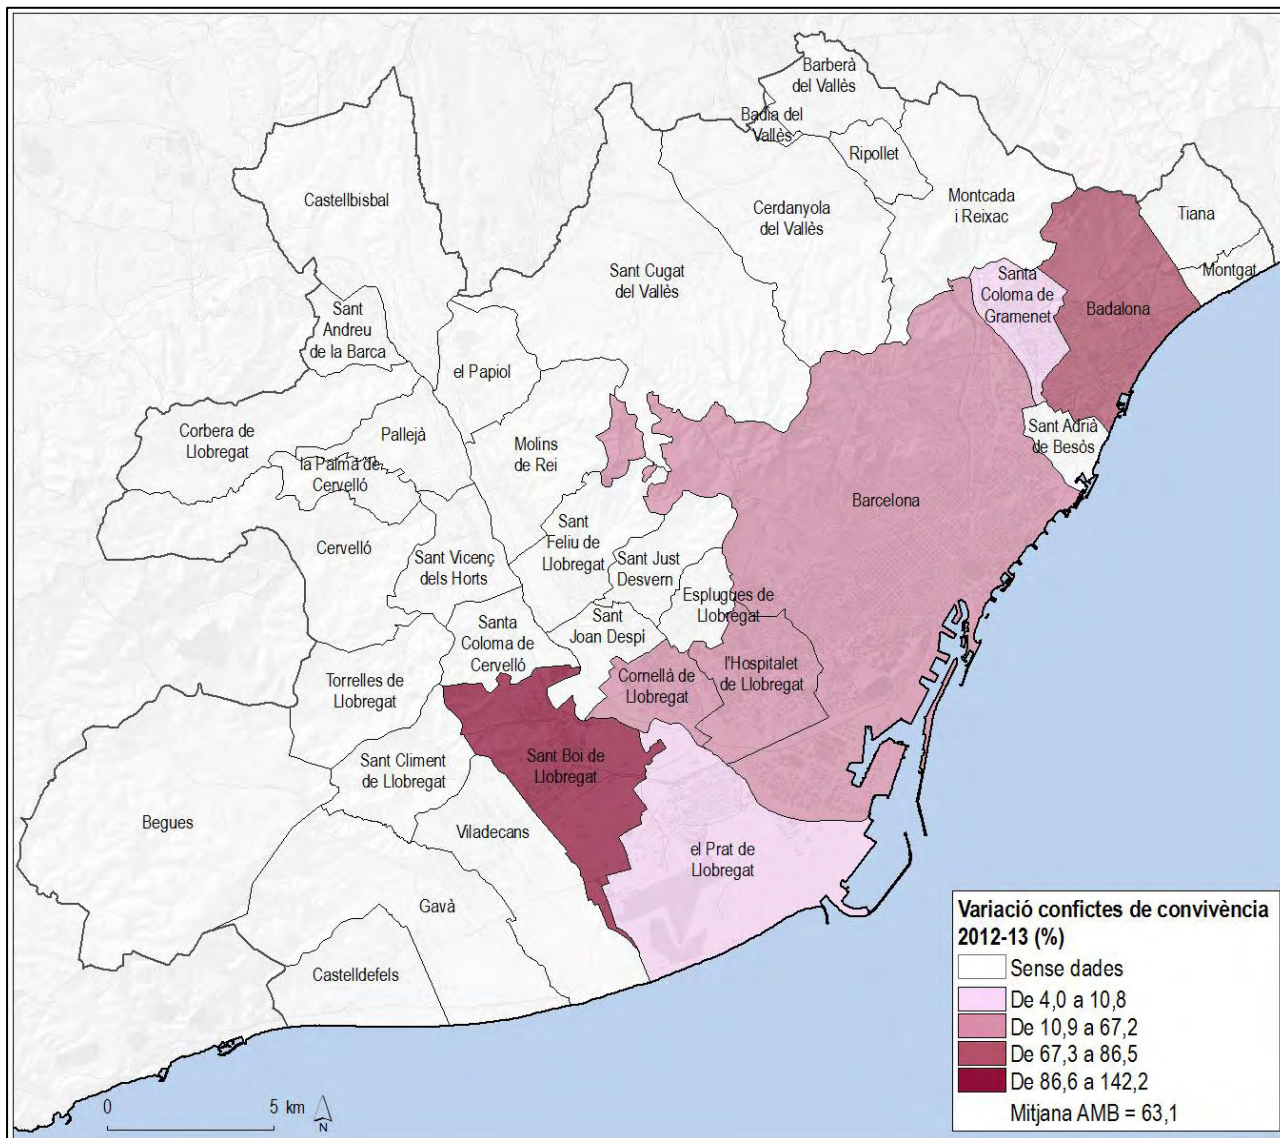 Barberà
del Vallès
Badia del
Vallès
Ripollet
Castellbisbal
Cerdanyola
del Vallès
Montcada
i Reixac
Tiana
Montgat
Sant Cugat
del Vallès
Santa
Coloma de
Gramenet
Badalona
Sant
Andreu
de la Barca
el Papiol
Corbera de
Llobregat
Pallejà
Molins
de Rei
Sant Adrià
de Besòs
la Palma de
Cervelló
Barcelona
Cervelló
Sant Vicenç
dels Horts
Sant
Feliu de
Llobregat
Sant Just
Desvern
Esplugues de
Llobregat
Santa
Coloma de
Cervelló
Sant
Joan Despi
Torrelles de
Llobregat
Cornellà de
Llobregat
l'Hospitalet
de Llobregat
Sant Climent
de Llobregat
Sant Boi de
Llobregat
Begues
Viladecans
el Prat de
Llobregat
Gavà
Castelldefels
Variació confictes de convivència
2012-13 (%)
Sense dades
De 4,0 a 10,8
De 10,9 a 67,2
De 67,3 a 86,5
De 86,6 a 142,2
Mitjana AMB = 63,1
0 5 km
N